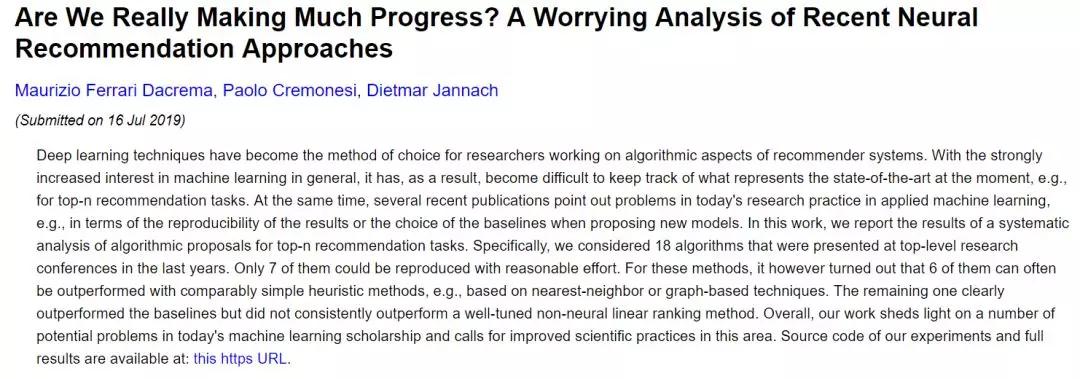 Are We Really Making Much Progress? A Worrying Analysis of Recent Neural
Recommendation Approaches
Maurizio Ferrari Dacrema, Paolo Cremonesi, Dietmar Jannach
(Submitted on 16 Jul 2019)
Deep learning techniques have become the method of choice for researchers working on algorithmic aspects of recommender systems. With the strongly
increased interest in machine learning in general, it has, as a result, become difficult to keep track of what represents the state-of-the-art at the moment, e.g.,
for top-n recommendation tasks. At the same time, several recent publications point out problems in today's research practice in applied machine learning,
e.g., in terms of the reproducibility of the results or the choice of the baselines when proposing new models. In this work, we report the results of a systematic
analysis of algorithmic proposals for top-n recommendation tasks. Specifically, we considered 18 algorithms that were presented at top-level research
conferences in the last years. Only 7 of them could be reproduced with reasonable effort. For these methods, it however turned out that 6 of them can often
be outperformed with comparably simple heuristic methods, e.g., based on nearest-neighbor or graph-based techniques. The remaining one clearly
outperformed the baselines but did not consistently outperform a well-tuned non-neural linear ranking method. Overall, our work sheds light on a number of
potential problems in today's machine learning scholarship and calls for improved scientific practices in this area. Source code of our experiments and full
results are available at: this https URL.